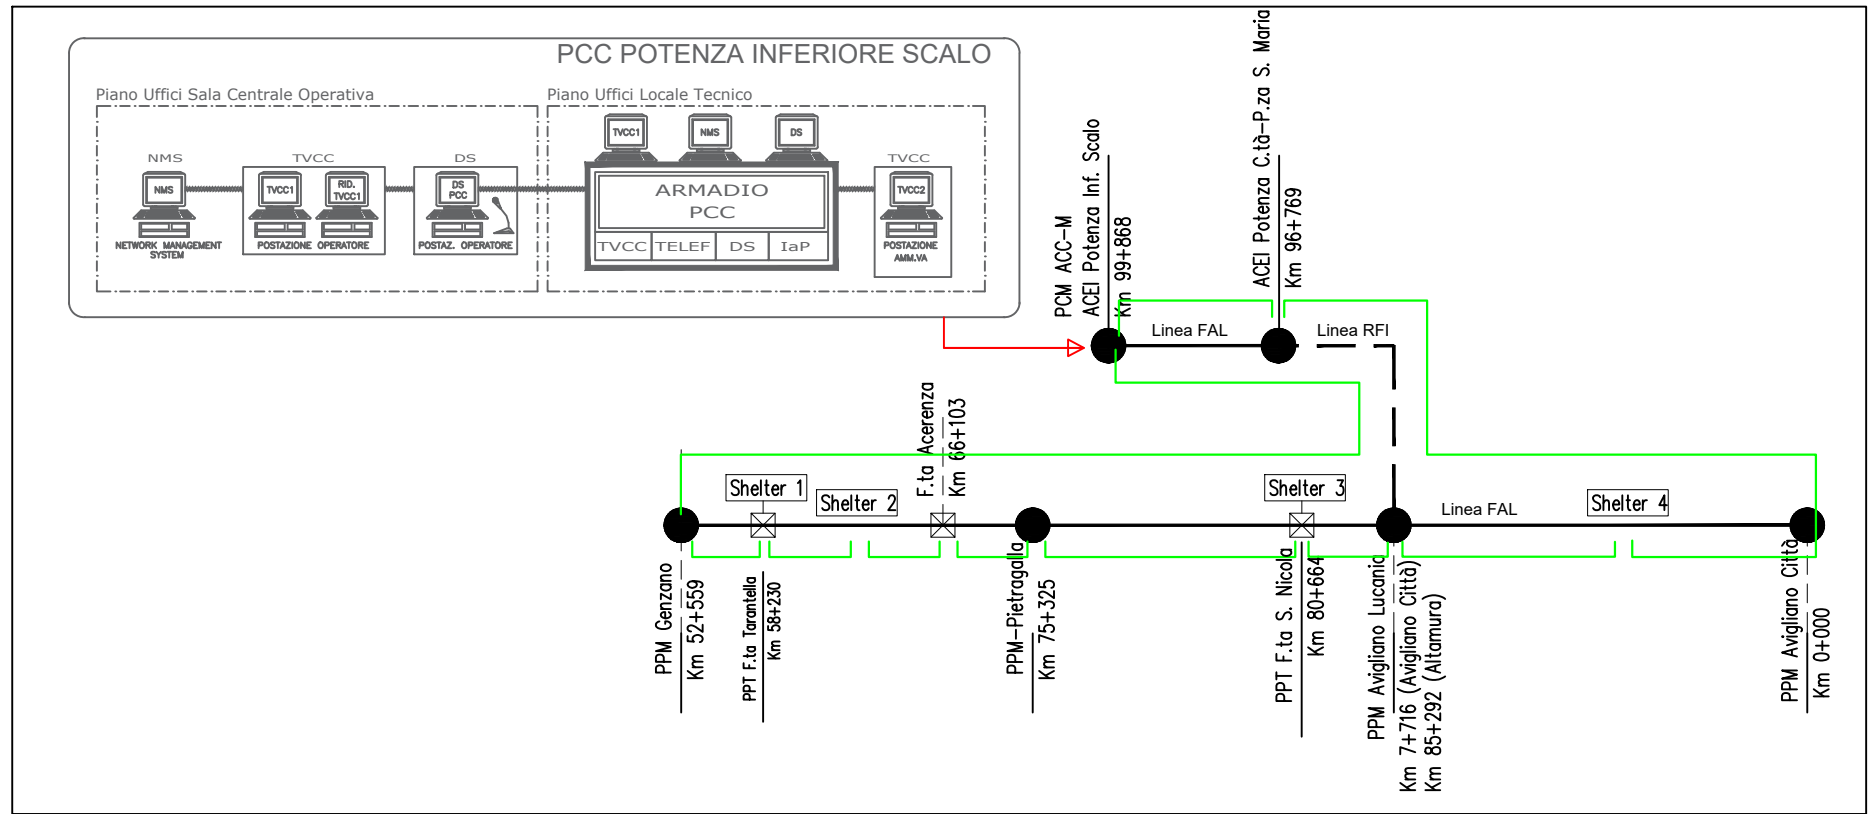 PCC POTENZA INFERIORE SCALO
Piano Uffici Sala Centrale Operativa
NMS
TVCC
DS
NMS
TVCC1
RID.
TVCC1
DS
PCC
NETWORK MANAGEMENT
SYSTEM
POSTAZIONE OPERATORE
POSTAZ. OPERATORE
Piano Uffici Locale Tecnico
TVCC1
NMS
DS
ARMADIO
PCC
TVCC
TELEF
DS
IaP
TVCC
TVCC2
POSTAZIONE
AMM.VA
PCM ACC-M
ACEI Potenza Inf. Scalo
Km 99+868
ACEI Potenza C.tà-P.za S. Maria
Km 96+769
Linea FAL
Linea RFI
F.ta Acerenza
Km 66+103
Shelter 1
Shelter 2
Shelter 3
Linea FAL
Shelter 4
PPM Genzano
Km 52+559
PPT F.ta Tarantella
Km 58+230
PPM-Pietragalla
Km 75+325
PPT F.ta S. Nicola
Km 80+664
PPM Avigliano Lucania
Km 7+716 (Avigliano Città)
Km 85+292 (Altamura)
PPM Avigliano Città
Km 0+000